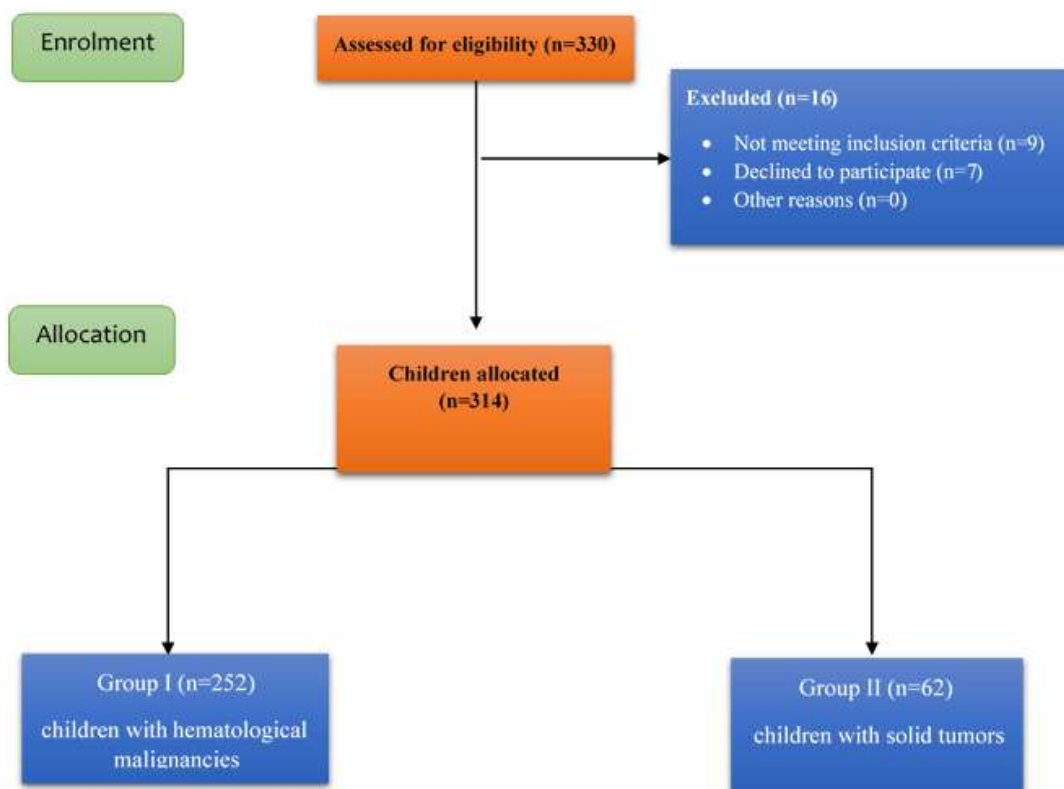 Enrolment
Assessed for eligibility (n=330)
Excluded (n=16)
• Not meeting inclusion criteria (n=9)
• Declined to participate (n=7)
• Other reasons (n=0)
Allocation
Children allocated
(n=314)
Group I (n=252)
children with hematological
malignancies
Group II (n=62)
children with solid tumors